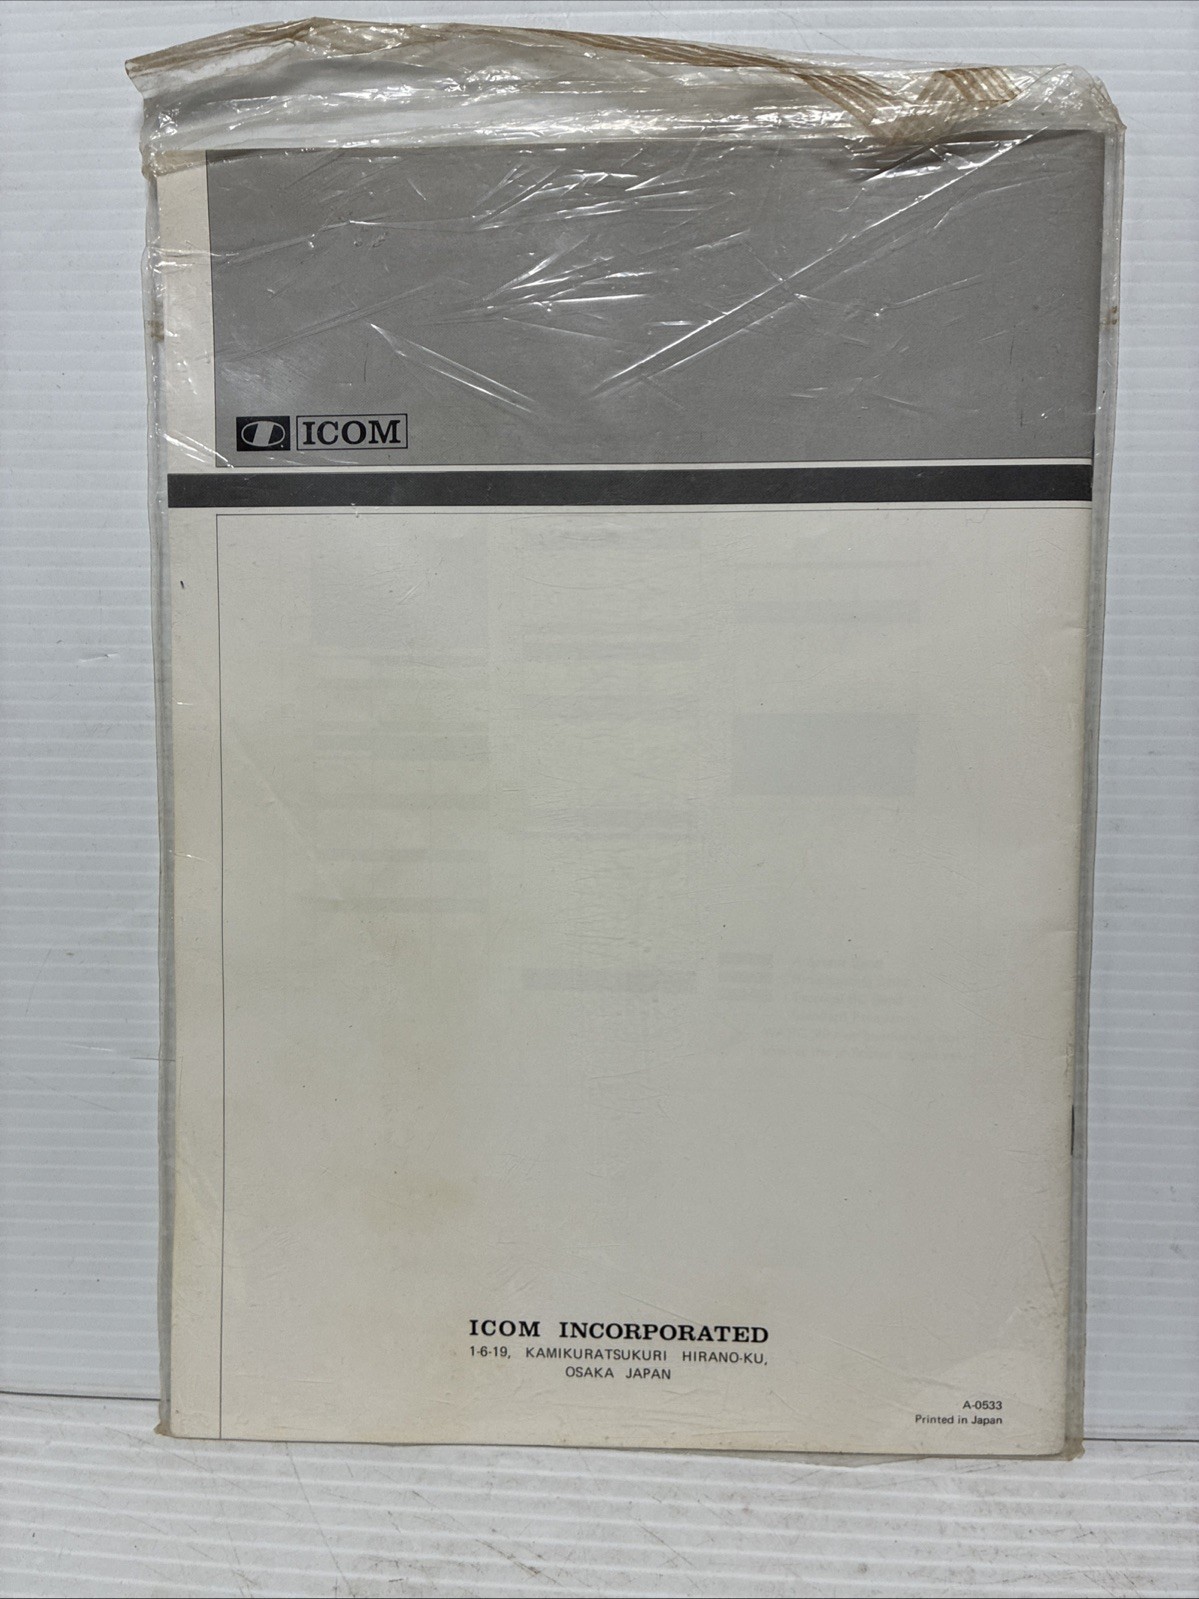 ICOM
ICOM INCORPORATED
1-6-19, KAMIKURATSUKURI HIRANO-KU,
OSAKA JAPAN
A-0533
Printed in Japan